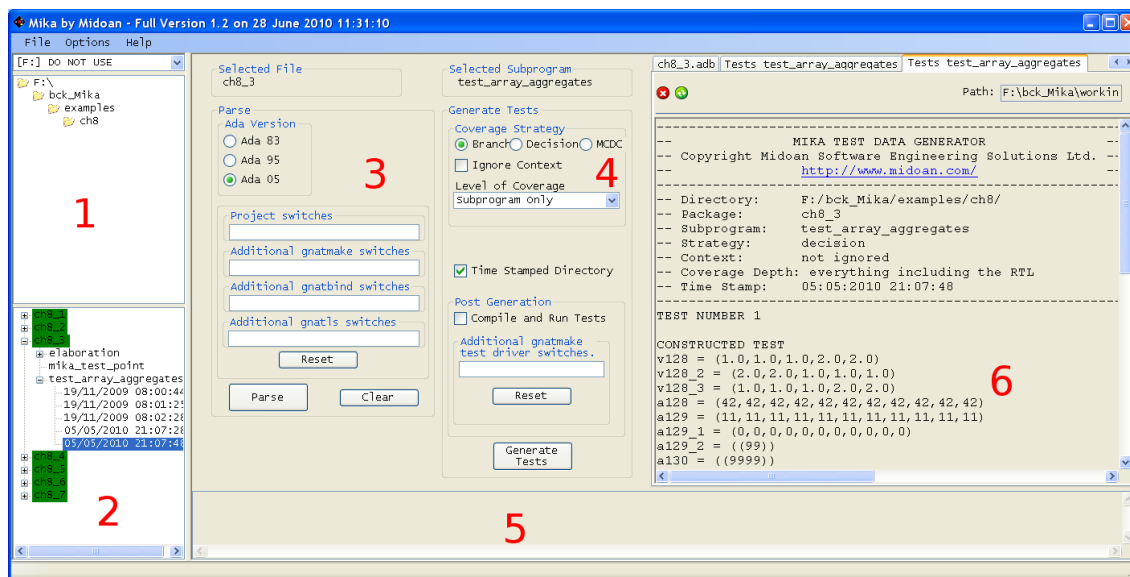 Mika by Midoan - Full Version 1.2 on 28 June 2010 11:31:10
File Options Help
[F:] DO NOT USE
F:\
bck_Mika
examples
ch8
1
ch8_1
ch8_2
ch8_3
elaboration
mika_test_point
test_array_aggregates
19/11/2009 08:00:44
19/11/2009 08:01:25
19/11/2009 08:02:28
05/05/2010 21:07:28
05/05/2010 21:07:48
ch8_4
ch8_5
ch8_6
ch8_7
2
Selected File
ch8_3
Parse
Ada Version
Ada 83
Ada 95
Ada 05
3
Project switches
Additional gnatmake switches
Additional gnatbind switches
Additional gnatls switches
Reset
Parse Clear
Selected Subprogram
test_array_aggregates
Generate Tests
Coverage Strategy
Branch Decision MCDC
Ignore Context
4
Level of Coverage
Subprogram only
Time Stamped Directory
Post Generation
Compile and Run Tests
Additional gnatmake
test driver switches.
Reset
Generate
Tests
5
ch8_3.adb Tests test_array_aggregates Tests test_array_aggregates
Path: F:\bck_Mika\workin
--------------------------------------------------------------
-- MIKA TEST DATA GENERATOR --
-- Copyright Midoan Software Engineering Solutions Ltd. --
-- http://www.midoan.com/ --
--------------------------------------------------------------
-- Directory: F:/bck_Mika/examples/ch8/
-- Package: ch8_3
-- Subprogram: test_array_aggregates
-- Strategy: decision
-- Context: not ignored
-- Coverage Depth: everything including the RTL
-- Time Stamp: 05:05:2010 21:07:48
--------------------------------------------------------------
TEST NUMBER 1
CONSTRUCTED TEST
v128 = (1.0,1.0,1.0,2.0,2.0)
v128_2 = (2.0,2.0,1.0,1.0,1.0)
v128_3 = (1.0,1.0,1.0,2.0,2.0)
a128 = (42,42,42,42,42,42,42,42,42,42)
a129 = (11,11,11,11,11,11,11,11,11,11)
a129_1 = (0,0,0,0,0,0,0,0,0,0)
a129_2 = ((99))
a130 = ((9999))
6